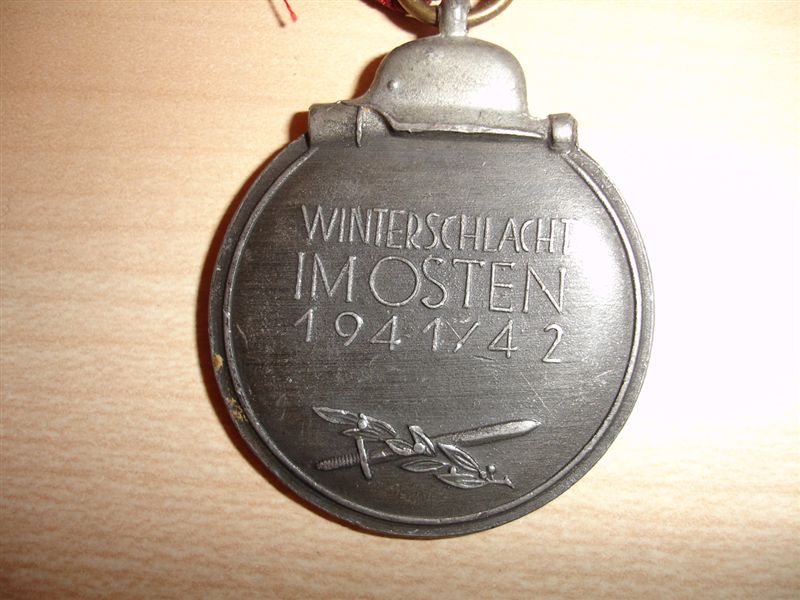 WINTERSCHLACHT
IM OSTEN
1941/42